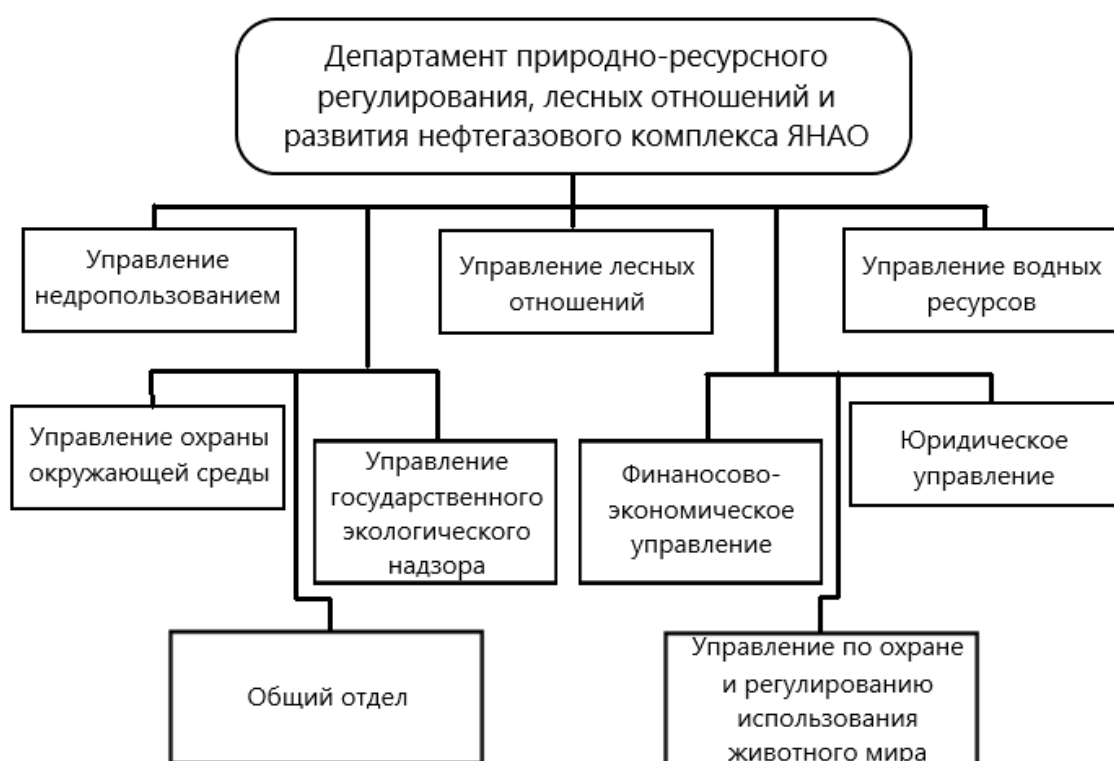 Департамент природно-ресурсного
регулирования, лесных отношений и
развития нефтегазового комплекса ЯНАО
Управление
недропользованием
Управление лесных
отношений
Управление водных
ресурсов
Управление охраны
окружающей среды
Управление
государственного
экологического
надзора
Финаносово-
экономическое
управление
Юридическое
управление
Общий отдел
Управление по охране
и регулированию
использования
животного мира